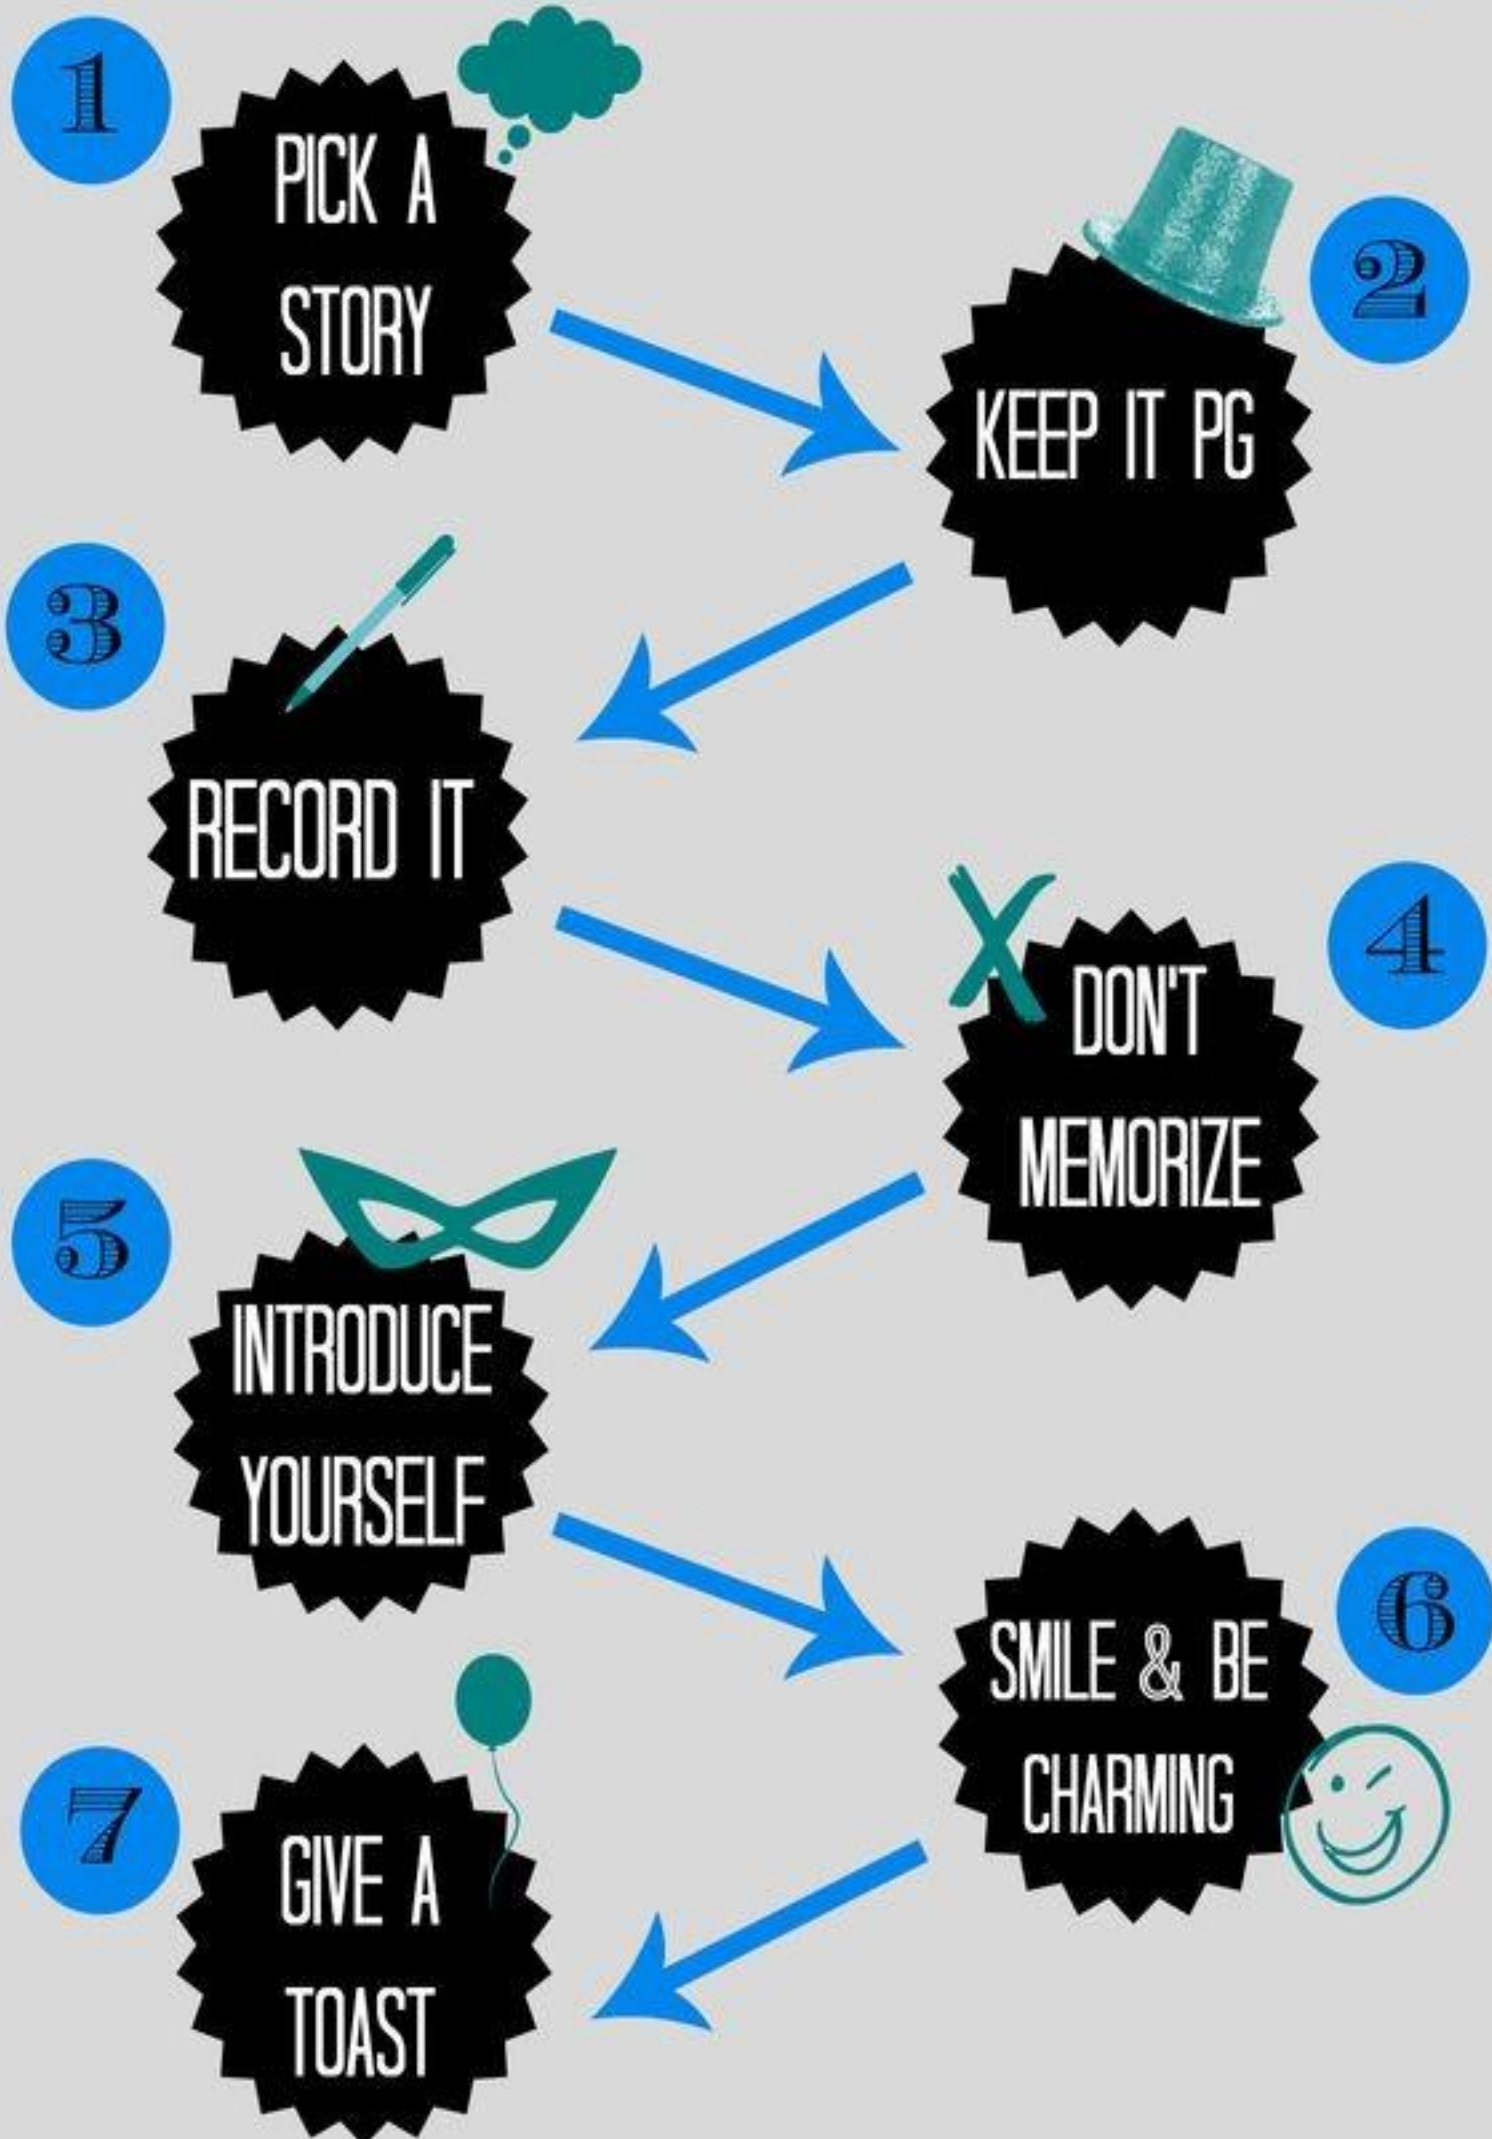 1
PICK A
STORY
2
KEEP IT PG
3
RECORD IT
4
DON'T
MEMORIZE
5
INTRODUCE
YOURSELF
6
SMILE & BE
CHARMING
7
GIVE A
TOAST